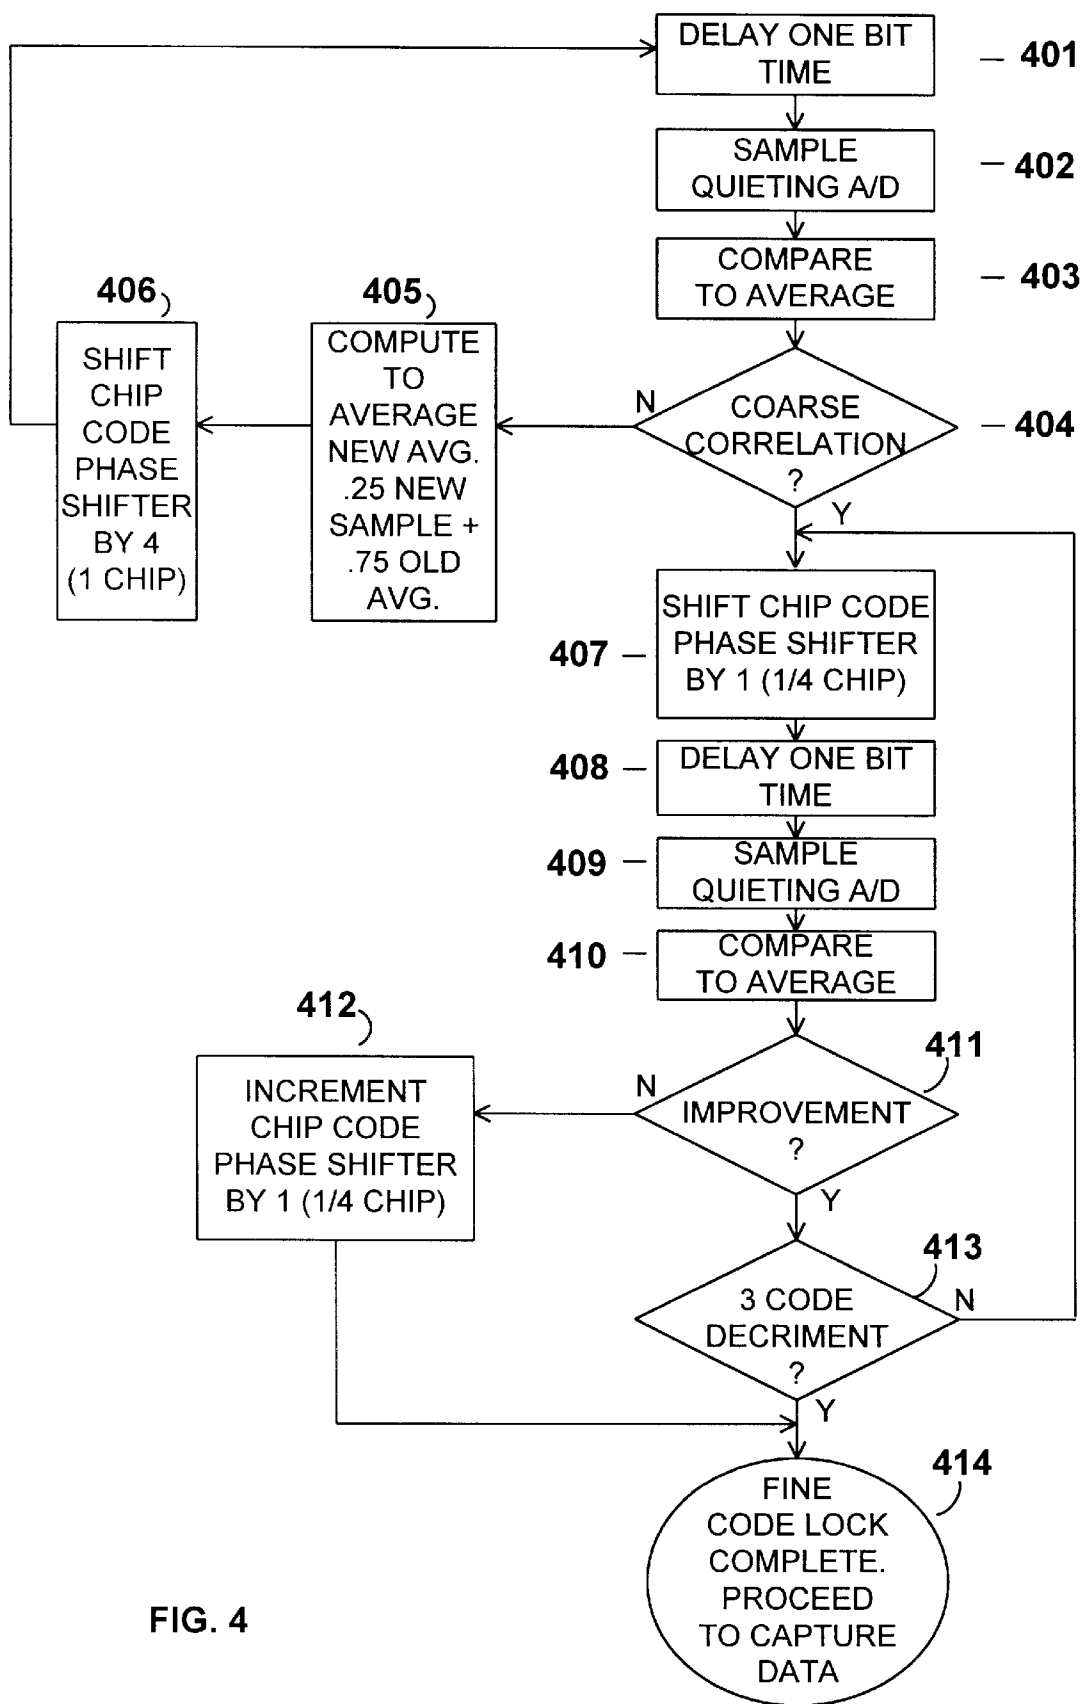 DELAY ONE BIT
TIME
401
SAMPLE
QUIETING A/D
402
COMPARE
TO AVERAGE
403
COARSE
CORRELATION
?
404
N
Y
405
COMPUTE
TO
AVERAGE
NEW AVG.
.25 NEW
SAMPLE +
.75 OLD
AVG.
406
SHIFT
CHIP
CODE
PHASE
SHIFTER
BY 4
(1 CHIP)
407
SHIFT CHIP CODE
PHASE SHIFTER
BY 1 (1/4 CHIP)
408
DELAY ONE BIT
TIME
409
SAMPLE
QUIETING A/D
410
COMPARE
TO AVERAGE
411
IMPROVEMENT
?
N
Y
412
INCREMENT
CHIP CODE
PHASE SHIFTER
BY 1 (1/4 CHIP)
413
3 CODE
DECRIMENT
?
N
Y
414
FINE
CODE LOCK
COMPLETE.
PROCEED
TO CAPTURE
DATA
FIG. 4